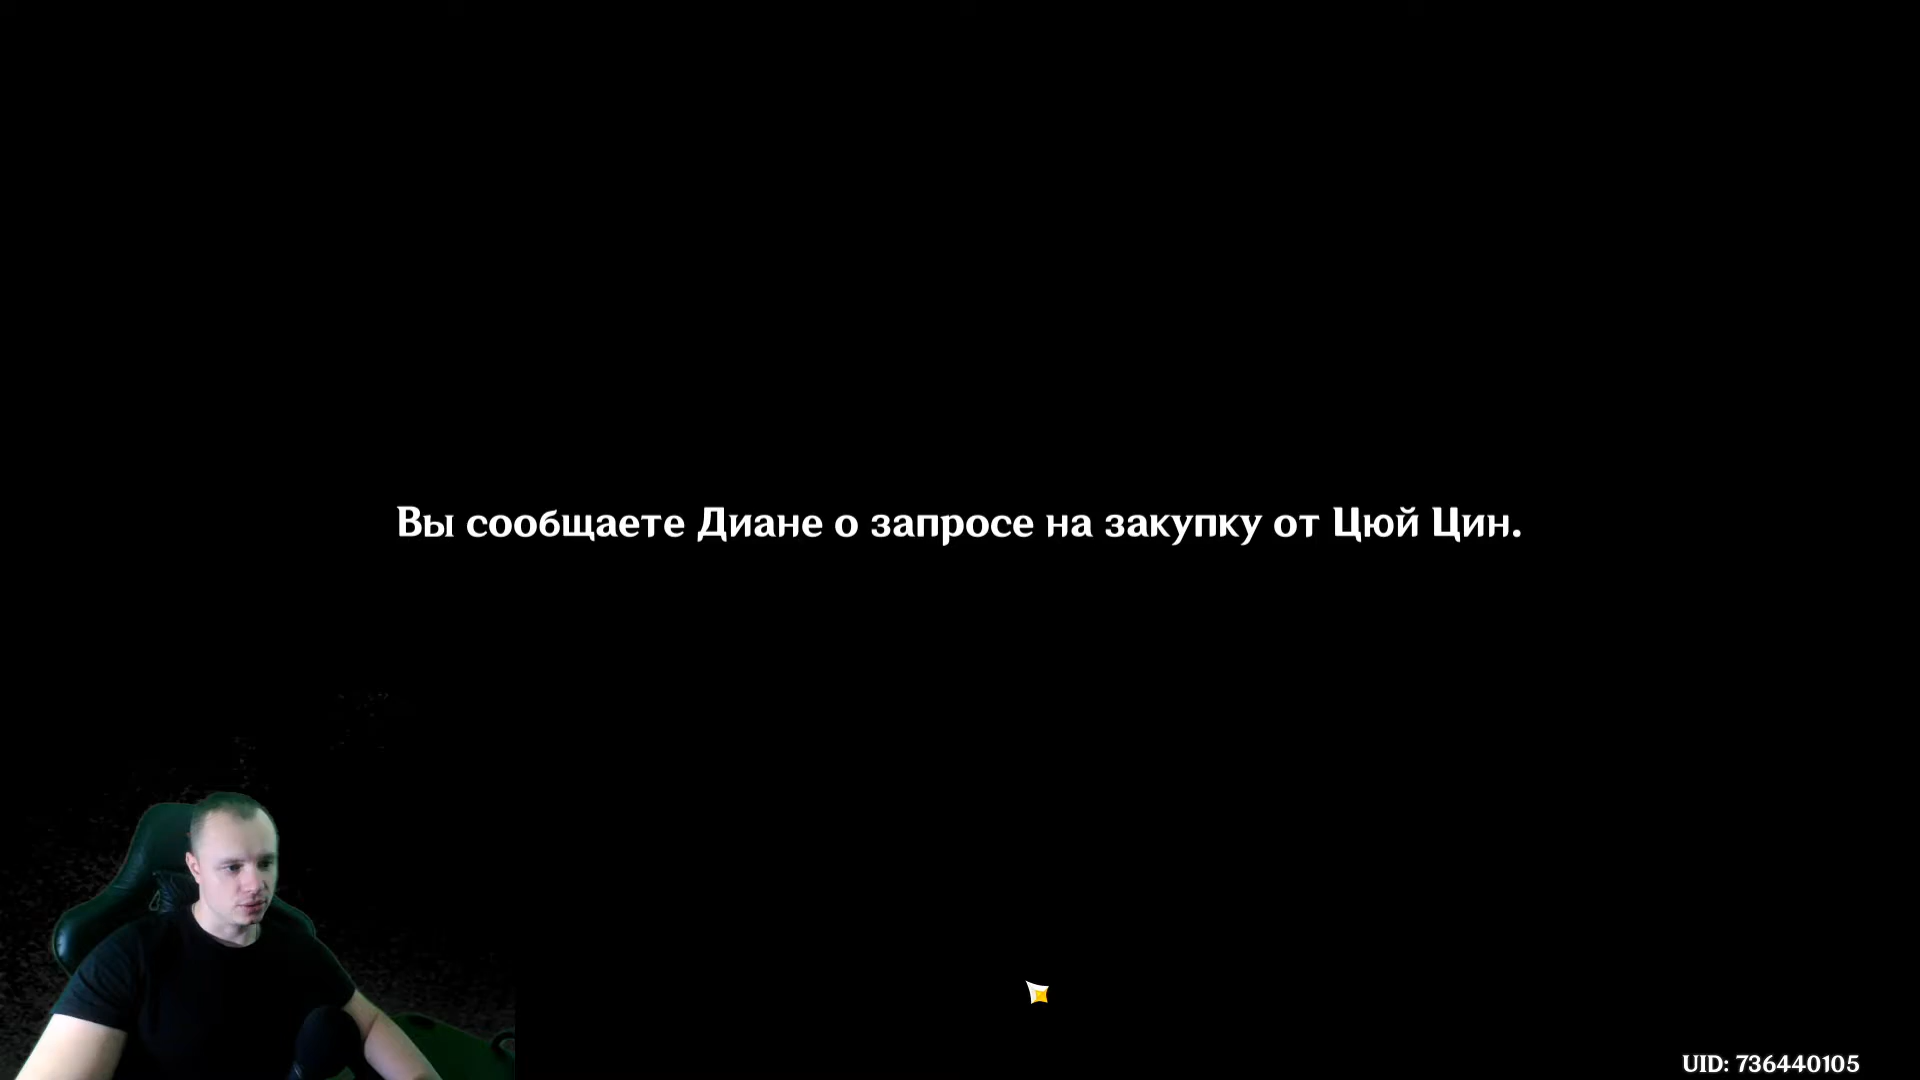 Вы сообщаете Диане о запросе на закупку от Цюй Цин.
UID: 736440105